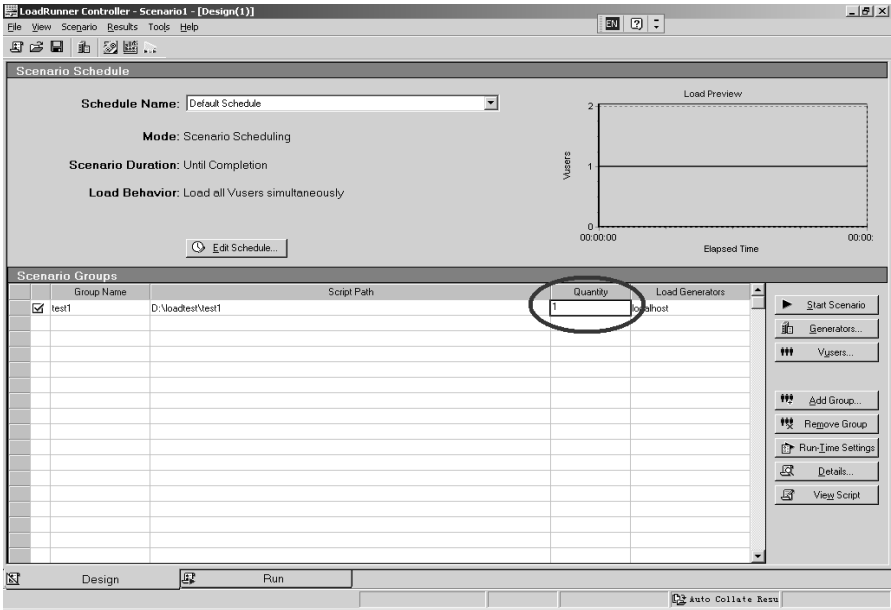 LoadRunner Controller - Scenario1 - [Design(1)]
File View Scenario Results Tools Help
EN
Scenario Schedule
Schedule Name: Default Schedule
Mode: Scenario Scheduling
Scenario Duration: Until Completion
Load Behavior: Load all Vusers simultaneously
Edit Schedule...
Load Preview
2
1
0
Vusers
00:00:00
00:00:
Elapsed Time
Scenario Groups
Group Name Script Path Quantity Load Generators
test1 D:\loadtest\test1 1 localhost
Start Scenario
Generators...
Vusers...
Add Group...
Remove Group
Run-Time Settings
Details...
View Script
Design Run
Auto Collate Resu